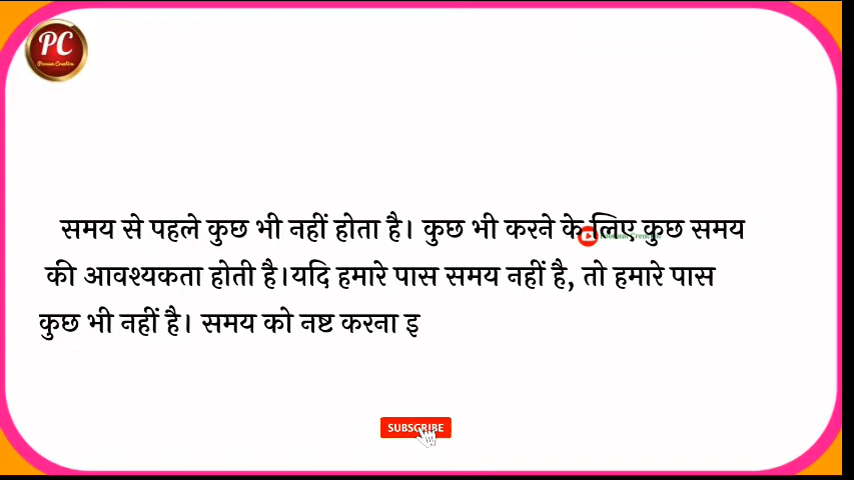 PC
समय से पहले कुछ भी नहीं होता है। कुछ भी करने के लिए कुछ समय
की आवश्यकता होती है।यदि हमारे पास समय नहीं है, तो हमारे पास
कुछ भी नहीं है। समय को नष्ट करना इ
SUBSCRIBE